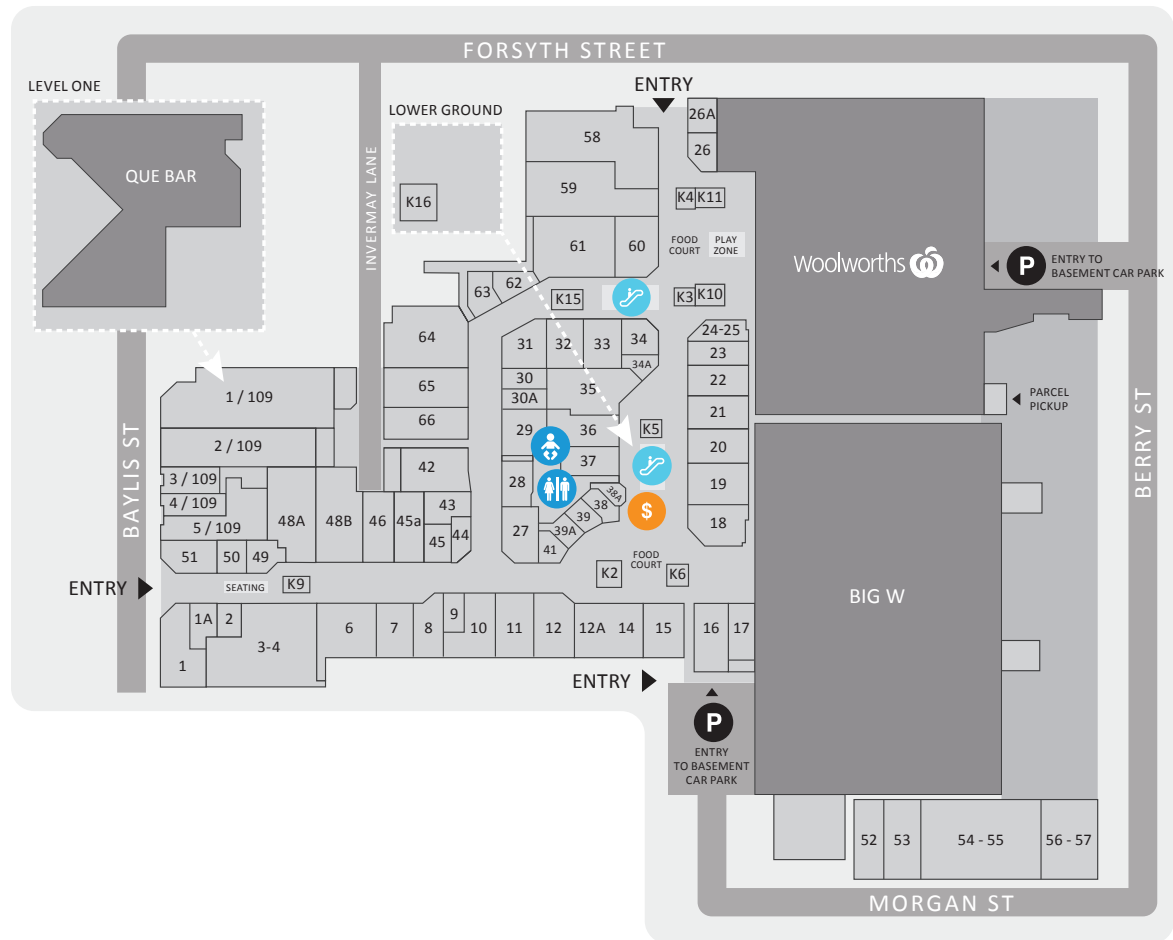 FORSYTH STREET
LEVEL ONE
QUE BAR
INVERMAY LANE
LOWER GROUND
K16
ENTRY
58
26A
26
59
K4
K11
61
60
FOOD
COURT
PLAY
ZONE
Woolworths
P
ENTRY TO
BASEMENT CAR PARK
63
62
K15
K3
K10
64
31
32
33
34
34A
24-25
23
65
30
30A
35
22
1 / 109
66
29
36
K5
21
PARCEL
PICKUP
BAYLIS ST
BERRY ST
2 / 109
42
28
37
20
3 / 109
4 / 109
5 / 109
48A
48B
46
45a
43
44
45
27
38A
38
39
39A
41
$
19
18
51
50
49
FOOD
COURT
ENTRY
SEATING
K9
K2
K6
BIG W
1A
2
1
3-4
6
7
8
9
10
11
12
12A
14
15
16
17
ENTRY
P
ENTRY
TO BASEMENT
CAR PARK
52
53
54 - 55
56 - 57
MORGAN ST